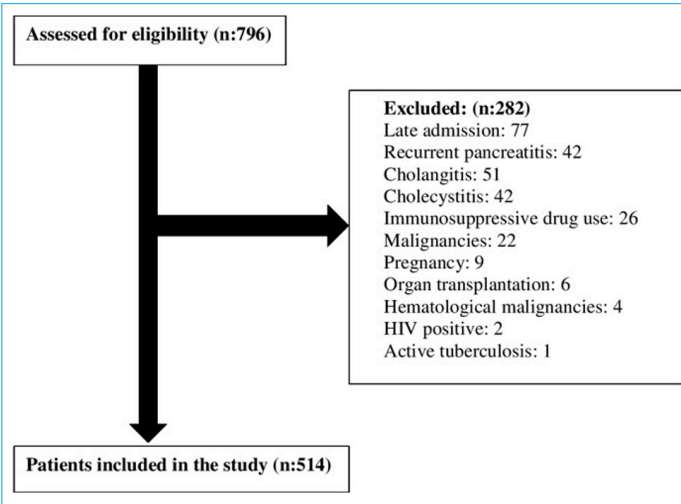 Assessed for eligibility (n:796)
Excluded: (n:282)
Late admission: 77
Recurrent pancreatitis: 42
Cholangitis: 51
Cholecystitis: 42
Immunosuppressive drug use: 26
Malignancies: 22
Pregnancy: 9
Organ transplantation: 6
Hematological malignancies: 4
HIV positive: 2
Active tuberculosis: 1
Patients included in the study (n:514)